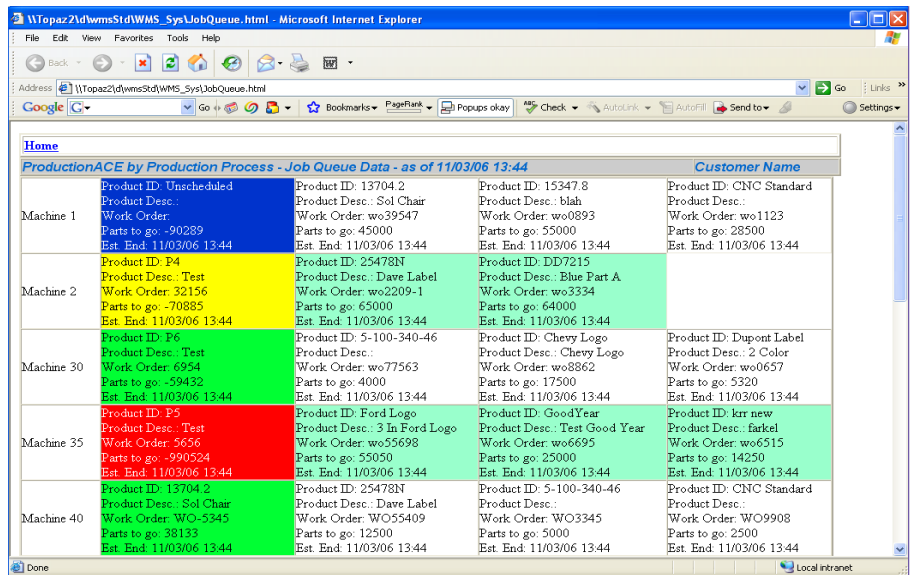 \\Topaz2\d\wmsStd\WMS_Sys\JobQueue.html - Microsoft Internet Explorer
File Edit View Favorites Tools Help
Back
Address \\Topaz2\d\wmsStd\WMS_Sys\JobQueue.html Go Links »
Google G Go Bookmarks PageRank Popups okay ABC Check AutoLink AutoFill Send to Settings
Home
ProductionACE by Production Process - Job Queue Data - as of 11/03/06 13:44 Customer Name
Machine 1
Product ID: Unscheduled
Product Desc.:
Work Order:
Parts to go: -90289
Est. End: 11/03/06 13:44
Product ID: 13704.2
Product Desc.: Sol Chair
Work Order: wo39547
Parts to go: 45000
Est. End: 11/03/06 13:44
Product ID: 15347.8
Product Desc.: blah
Work Order: wo0893
Parts to go: 55000
Est. End: 11/03/06 13:44
Product ID: CNC Standard
Product Desc.:
Work Order: wo1123
Parts to go: 28500
Est. End: 11/03/06 13:44
Machine 2
Product ID: P4
Product Desc.: Test
Work Order: 32156
Parts to go: -70885
Est. End: 11/03/06 13:44
Product ID: 25478N
Product Desc.: Dave Label
Work Order: wo2209-1
Parts to go: 65000
Est. End: 11/03/06 13:44
Product ID: DD7215
Product Desc.: Blue Part A
Work Order: wo3334
Parts to go: 64000
Est. End: 11/03/06 13:44
Machine 30
Product ID: P6
Product Desc.: Test
Work Order: 6954
Parts to go: -59432
Est. End: 11/03/06 13:44
Product ID: 5-100-340-46
Product Desc.:
Work Order: wo77563
Parts to go: 4000
Est. End: 11/03/06 13:44
Product ID: Chevy Logo
Product Desc.: Chevy Logo
Work Order: wo8862
Parts to go: 17500
Est. End: 11/03/06 13:44
Product ID: Dupont Label
Product Desc.: 2 Color
Work Order: wo0657
Parts to go: 5320
Est. End: 11/03/06 13:44
Machine 35
Product ID: P5
Product Desc.: Test
Work Order: 5656
Parts to go: -990524
Est. End: 11/03/06 13:44
Product ID: Ford Logo
Product Desc.: 3 In Ford Logo
Work Order: wo55698
Parts to go: 55050
Est. End: 11/03/06 13:44
Product ID: GoodYear
Product Desc.: Test Good Year
Work Order: wo6695
Parts to go: 25000
Est. End: 11/03/06 13:44
Product ID: krr new
Product Desc.: farkel
Work Order: wo6515
Parts to go: 14250
Est. End: 11/03/06 13:44
Machine 40
Product ID: 13704.2
Product Desc.: Sol Chair
Work Order: WO-5345
Parts to go: 38133
Est. End: 11/03/06 13:44
Product ID: 25478N
Product Desc.: Dave Label
Work Order: WO55409
Parts to go: 12500
Est. End: 11/03/06 13:44
Product ID: 5-100-340-46
Product Desc.:
Work Order: WO3345
Parts to go: 5000
Est. End: 11/03/06 13:44
Product ID: CNC Standard
Product Desc.:
Work Order: WO9908
Parts to go: 2500
Est. End: 11/03/06 13:44
Done Local intranet